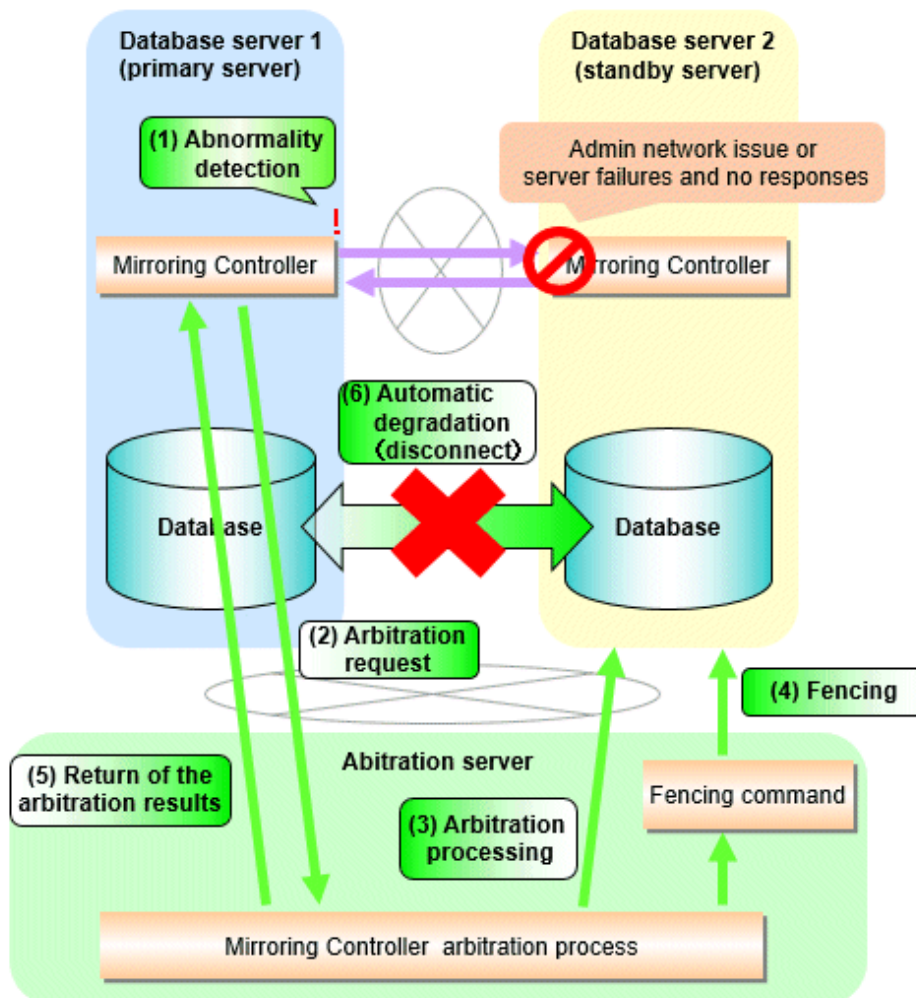 Database server 1
(primary server)
Database server 2
(standby server)
(1) Abnormality
detection
Admin network issue or
server failures and no responses
!
Mirroring Controller
Mirroring Controller
(6) Automatic
degradation
(disconnect)
Database
Database
(2) Arbitration
request
(4) Fencing
Abitration server
(5) Return of the
arbitration results
Fencing command
(3) Arbitration
processing
Mirroring Controller arbitration process